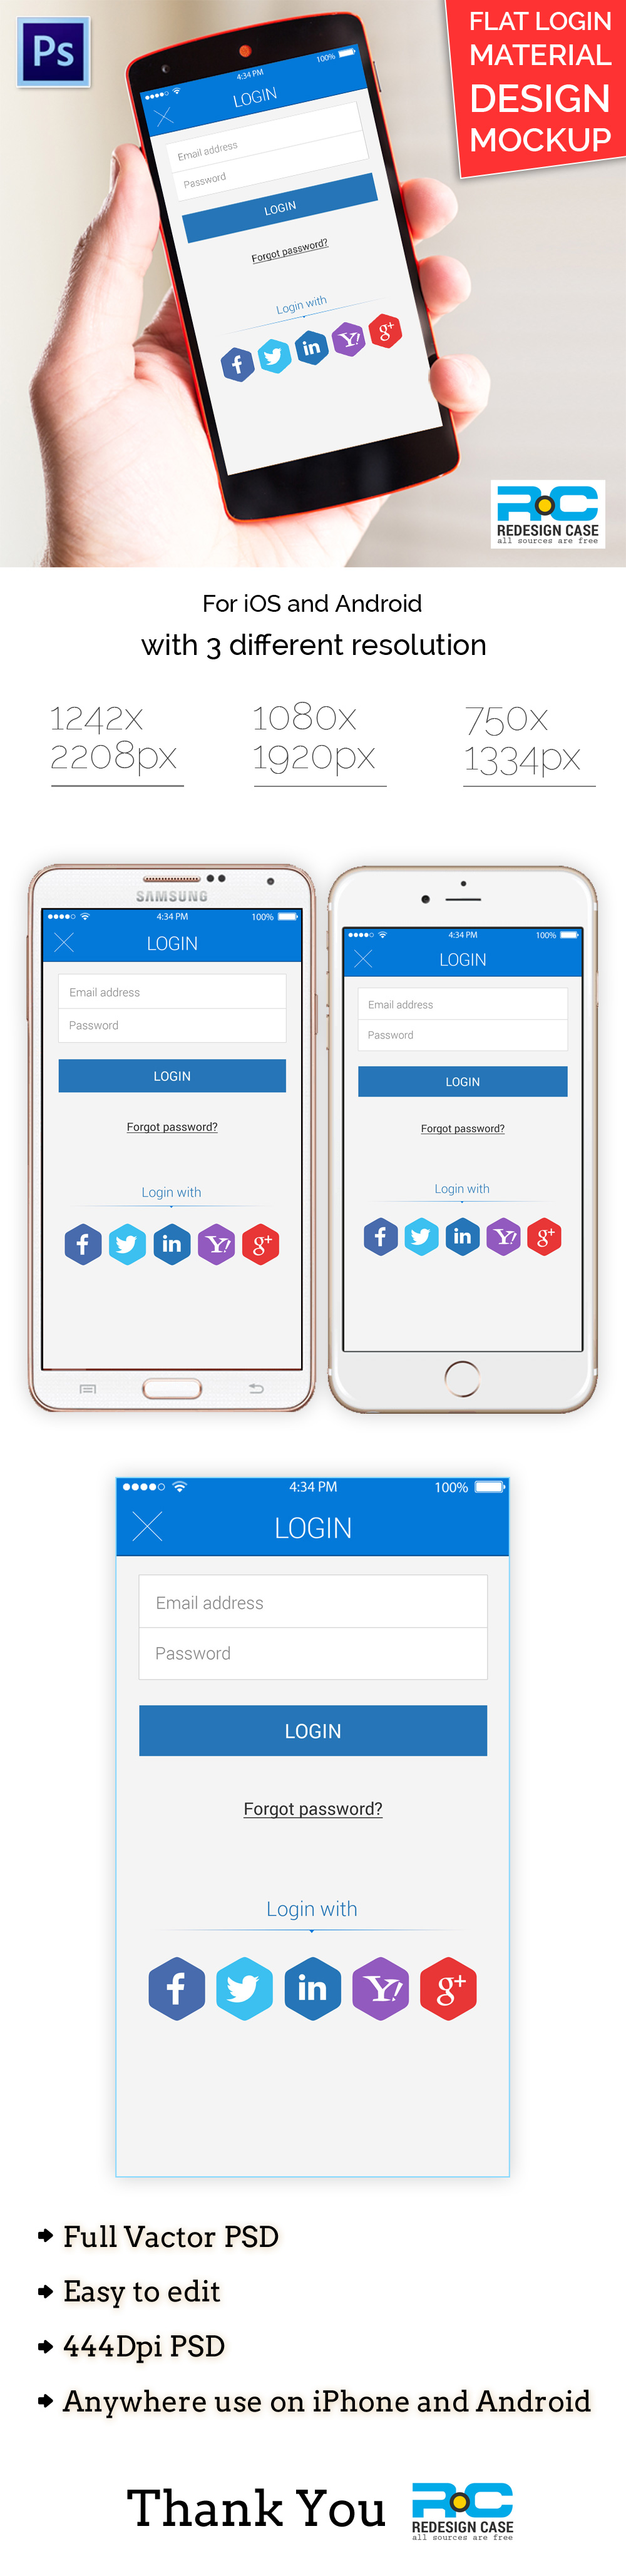 Ps
FLAT LOGIN
MATERIAL
DESIGN
MOCKUP
4:34 PM
100%
LOGIN
Email address
Password
LOGIN
Forgot password?
Login with
f
in
Y!
g+
RC
REDESIGN CASE
all sources are free
For iOS and Android
with 3 different resolution
1242x
2208px
1080x
1920px
750x
1334px
SAMSUNG
4:34 PM
100%
LOGIN
Email address
Password
LOGIN
Forgot password?
Login with
f
in
Y!
g+
4:34 PM
100%
LOGIN
Email address
Password
LOGIN
Forgot password?
Login with
f
in
Y!
g+
4:34 PM
100%
LOGIN
Email address
Password
LOGIN
Forgot password?
Login with
f
in
Y!
g+
Full Vactor PSD
Easy to edit
444Dpi PSD
Anywhere use on iPhone and Android
Thank You
RC
REDESIGN CASE
all sources are free